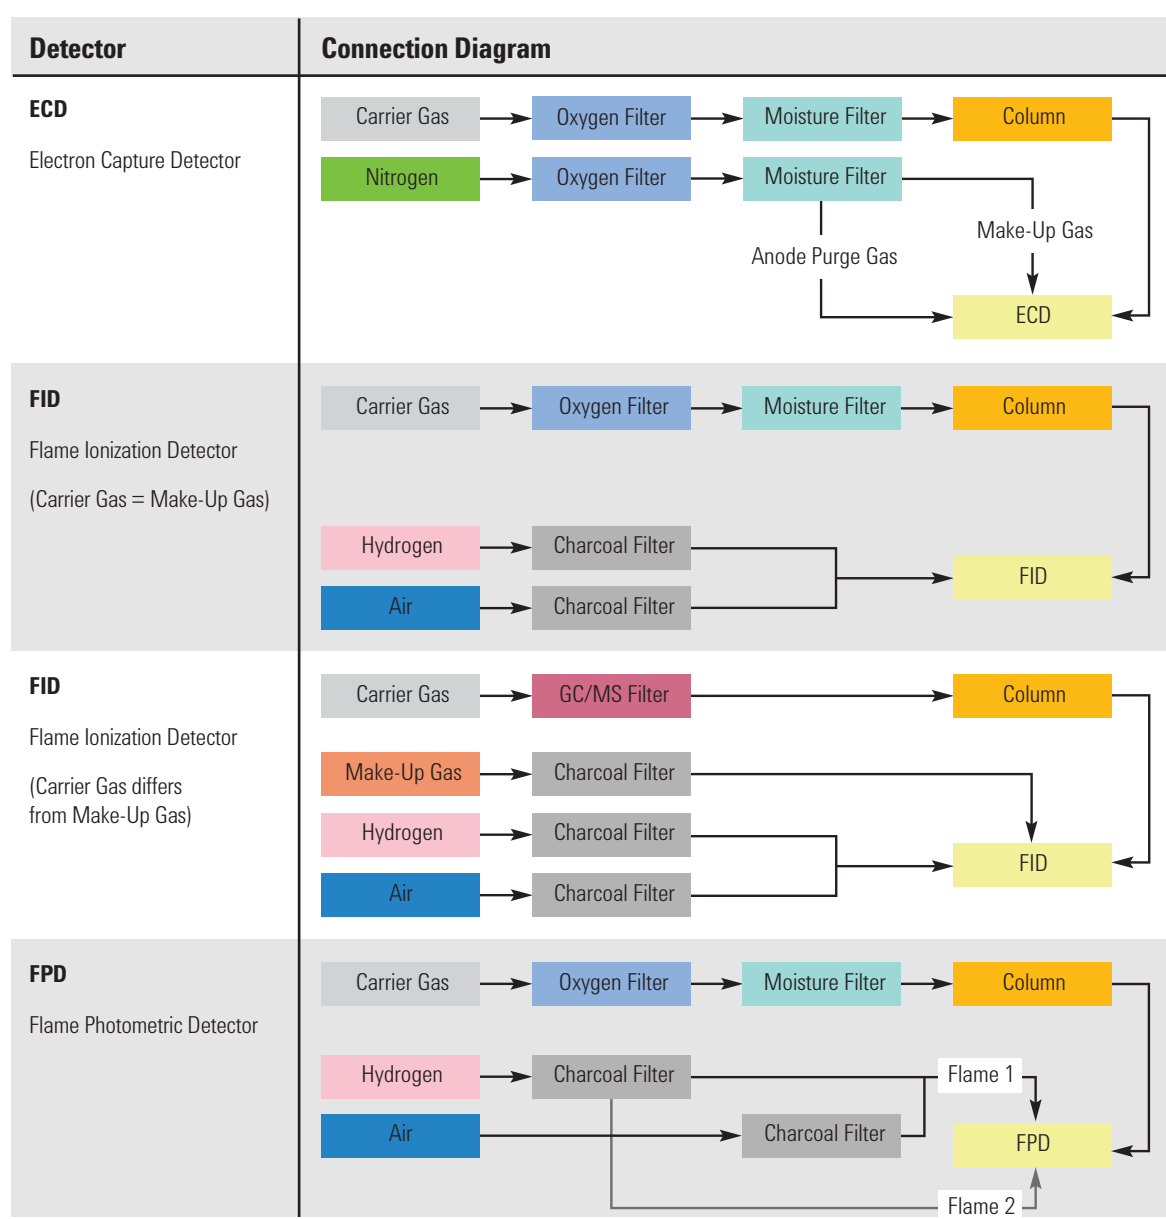 Detector
Connection Diagram
ECD
Electron Capture Detector
Carrier Gas
Oxygen Filter
Moisture Filter
Column
Nitrogen
Oxygen Filter
Moisture Filter
Make-Up Gas
Anode Purge Gas
ECD
FID
Flame Ionization Detector
(Carrier Gas = Make-Up Gas)
Carrier Gas
Oxygen Filter
Moisture Filter
Column
Hydrogen
Charcoal Filter
FID
Air
Charcoal Filter
FID
Flame Ionization Detector
(Carrier Gas differs
from Make-Up Gas)
Carrier Gas
GC/MS Filter
Column
Make-Up Gas
Charcoal Filter
Hydrogen
Charcoal Filter
FID
Air
Charcoal Filter
FPD
Flame Photometric Detector
Carrier Gas
Oxygen Filter
Moisture Filter
Column
Hydrogen
Charcoal Filter
Flame 1
Air
Charcoal Filter
FPD
Flame 2